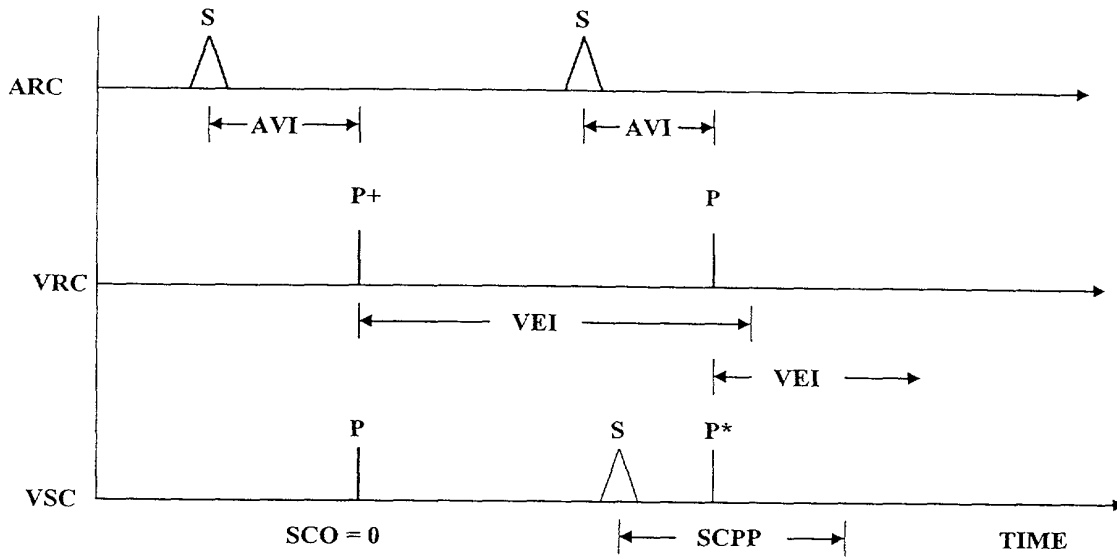 S S
ARC
AVI AVI
P+ P
VRC
VEI
VEI
P S P*
VSC
SCO = 0 SCPP TIME